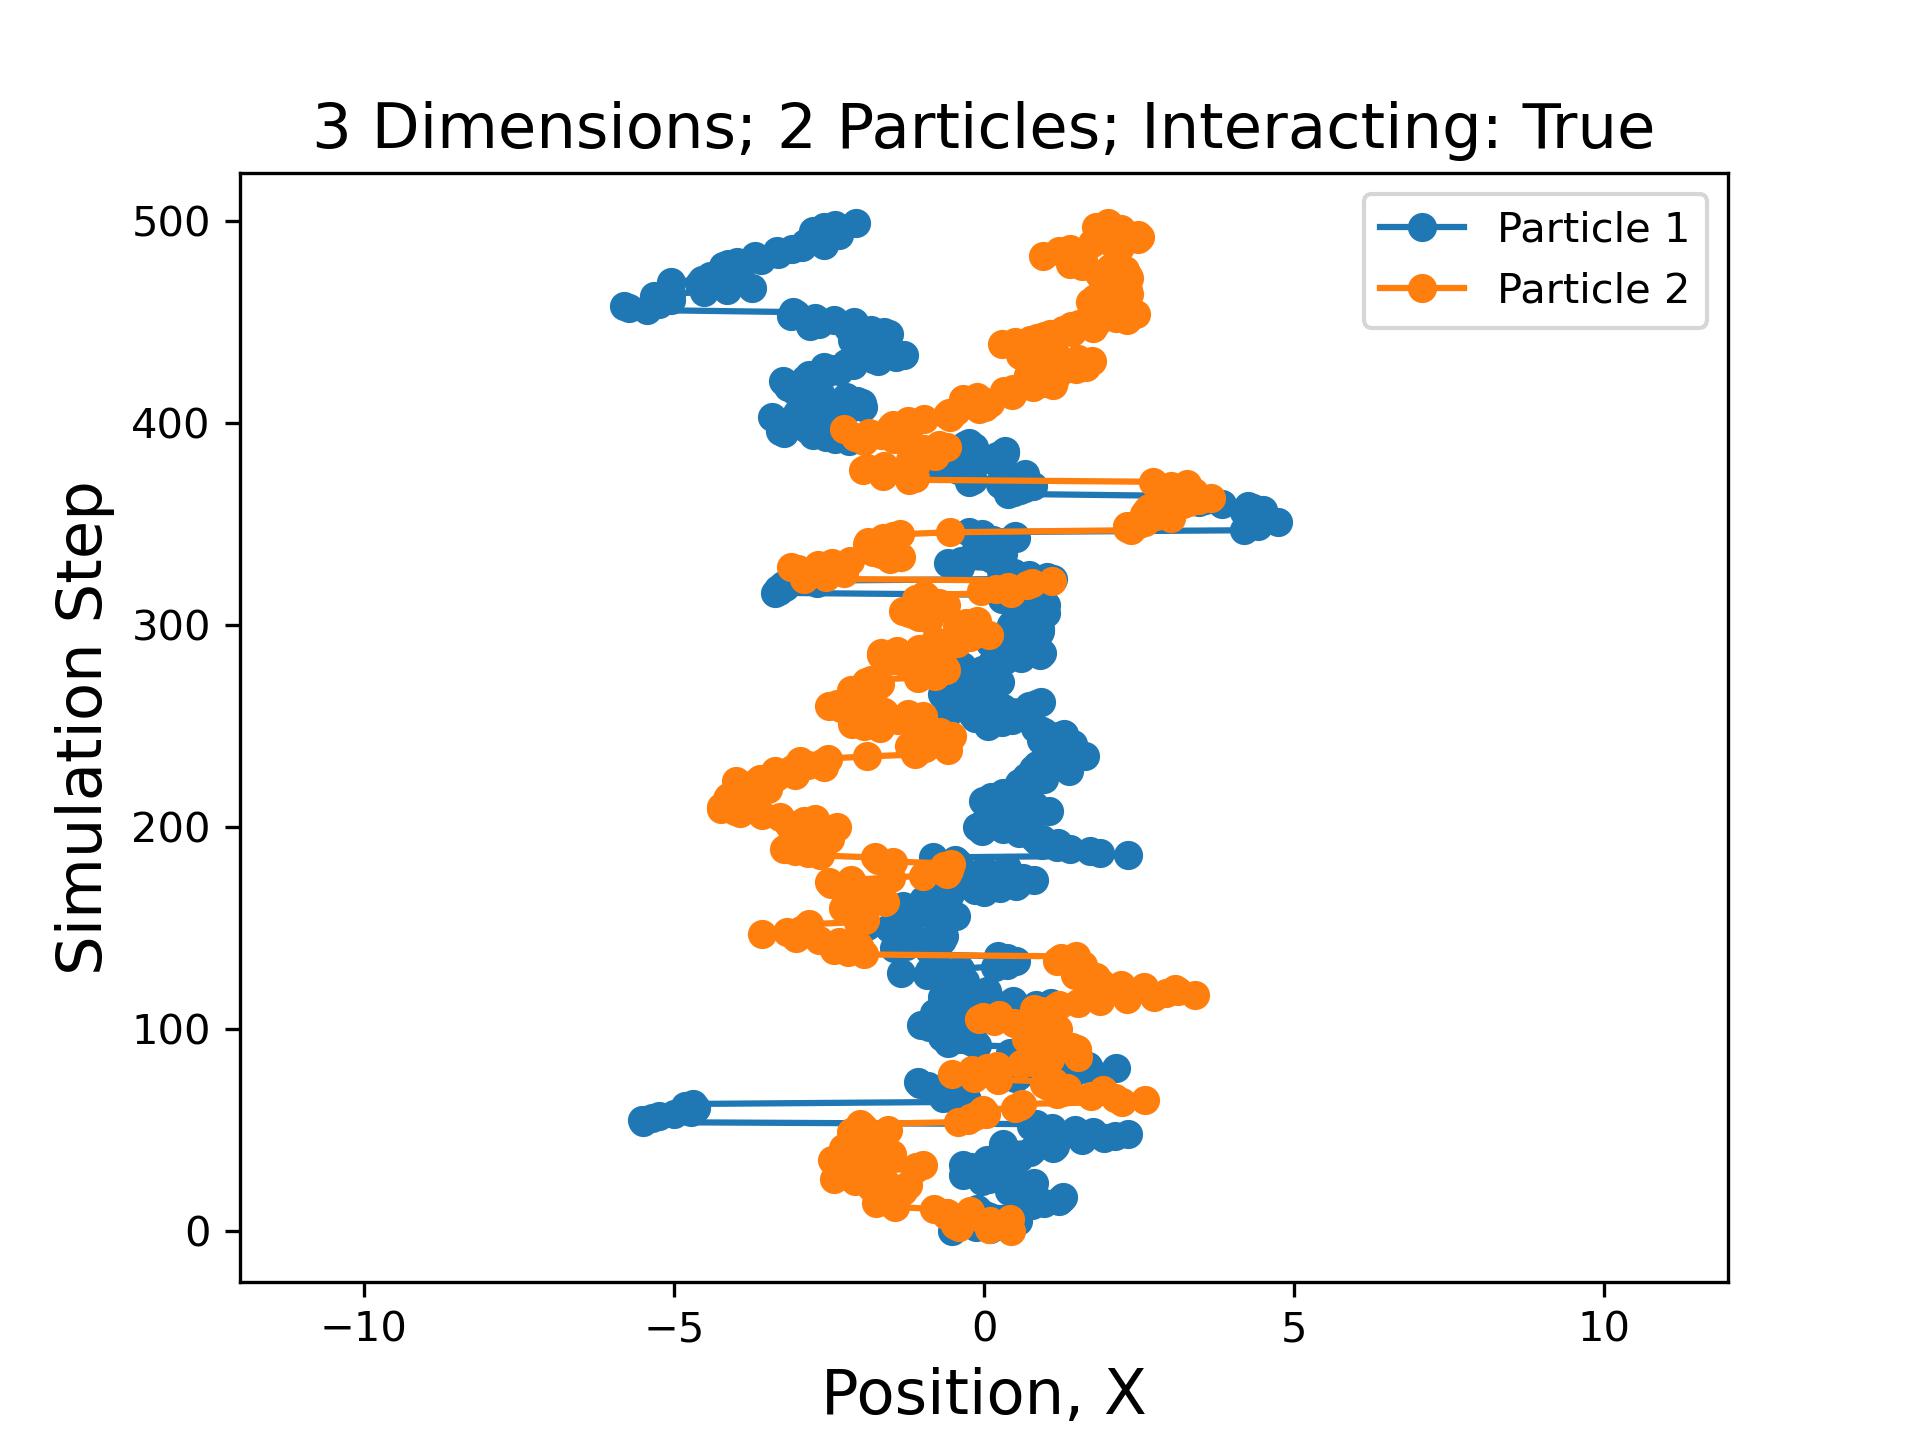 3 Dimensions; 2 Particles; Interacting: True
Particle 1
Particle 2
500
400
300
200
100
0
Simulation Step
−10
−5
0
5
10
Position, X